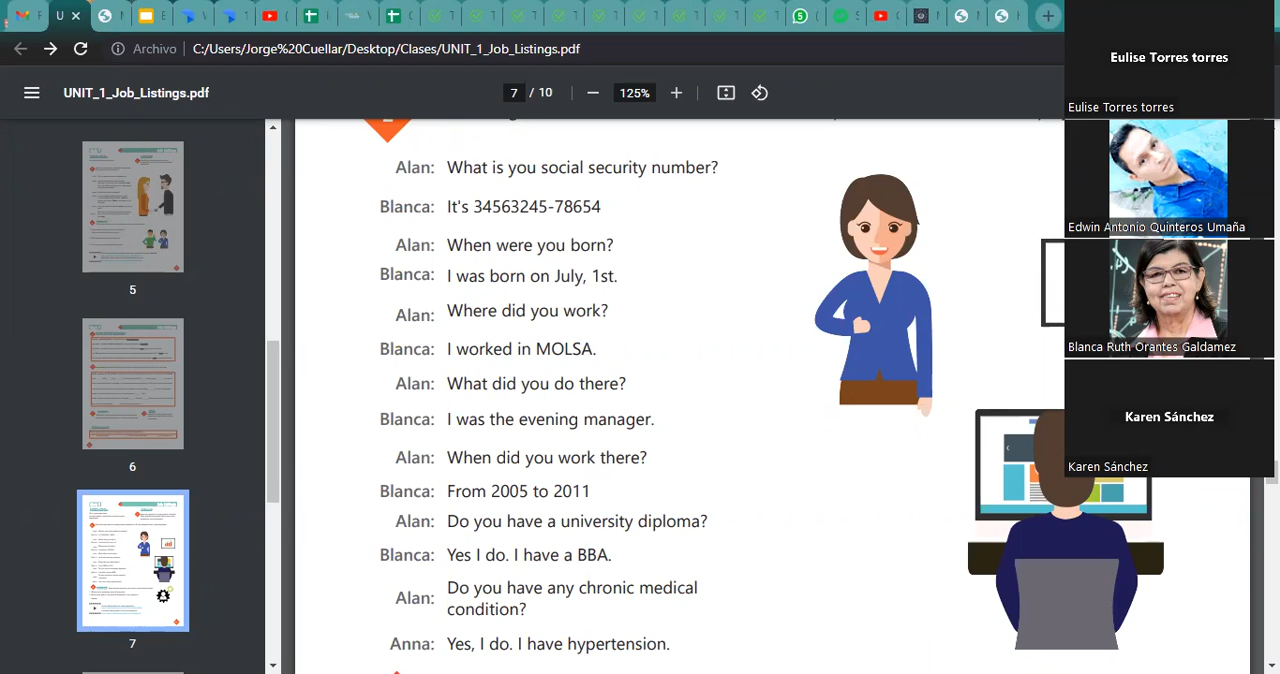 Archivo
C:/Users/Jorge%20Cuellar/Desktop/Clases/UNIT_1_Job_Listings.pdf
UNIT_1_Job_Listings.pdf
7 / 10
125%
5
6
7
Alan: What is you social security number?
Blanca: It's 34563245-78654
Alan: When were you born?
Blanca: I was born on July, 1st.
Alan: Where did you work?
Blanca: I worked in MOLSA.
Alan: What did you do there?
Blanca: I was the evening manager.
Alan: When did you work there?
Blanca: From 2005 to 2011
Alan: Do you have a university diploma?
Blanca: Yes I do. I have a BBA.
Alan: Do you have any chronic medical
condition?
Anna: Yes, I do. I have hypertension.
Eulise Torres torres
Eulise Torres torres
Edwin Antonio Quinteros Umaña
Blanca Ruth Orantes Galdamez
Karen Sánchez
Karen Sánchez